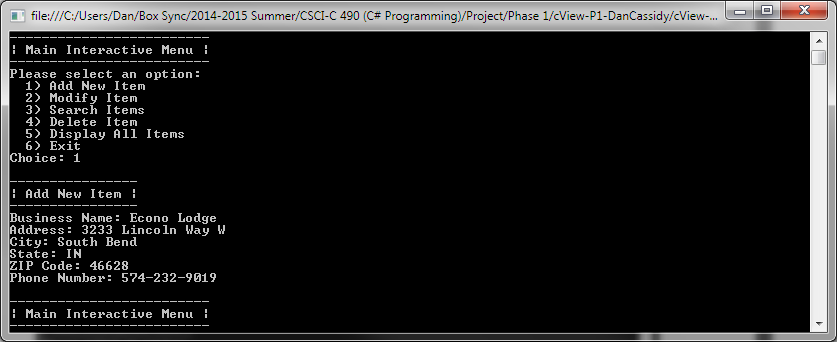 file:///C:/Users/Dan/Box Sync/2014-2015 Summer/CSCI-C 490 (C# Programming)/Project/Phase 1/cView-P1-DanCassidy/cView-...
-------------------------
¦ Main Interactive Menu ¦
-------------------------
Please select an option:
  1) Add New Item
  2) Modify Item
  3) Search Items
  4) Delete Item
  5) Display All Items
  6) Exit
Choice: 1

----------------
¦ Add New Item ¦
----------------
Business Name: Econo Lodge
Address: 3233 Lincoln Way W
City: South Bend
State: IN
ZIP Code: 46628
Phone Number: 574-232-9019

-------------------------
¦ Main Interactive Menu ¦
-------------------------